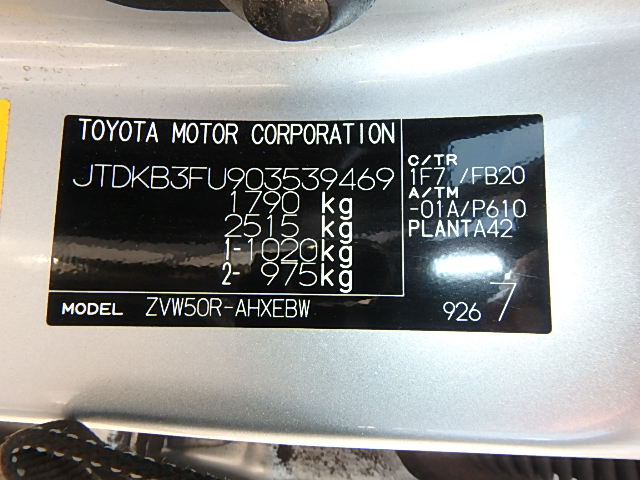 TOYOTA MOTOR CORPORATION
JTDKB3FU903539469
1790 kg
2515 kg
1-1020kg
2- 975kg
C/TR
1F7 /FB20
A/TM
-01A/P610
PLANTA42
MODEL ZVW50R-AHXEBW
926 7